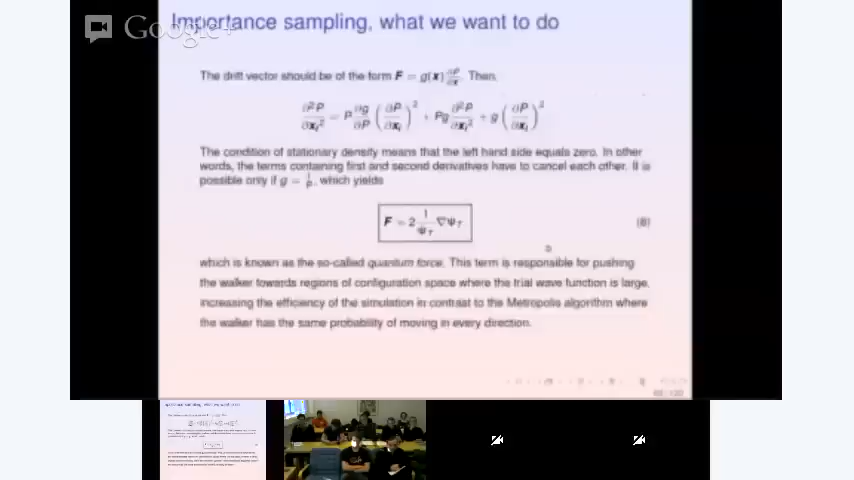 Importance sampling, what we want to do
Google+
The drift vector should be of the form F = g(x) ∂P/∂x. Then,
∂²P/∂x_i² = P ∂g/∂P (∂P/∂x_i)² + P g ∂²P/∂x_i² + g (∂P/∂x_i)²
The condition of stationary density means that the left hand side equals zero. In other
words, the terms containing first and second derivatives have to cancel each other. It is
possible only if g = 1/P, which yields
F = 2 1/Ψ_T ∇Ψ_T (8)
which is known as the so-called quantum force. This term is responsible for pushing
the walker towards regions of configuration space where the trial wave function is large,
increasing the efficiency of the simulation in contrast to the Metropolis algorithm where
the walker has the same probability of moving in every direction.